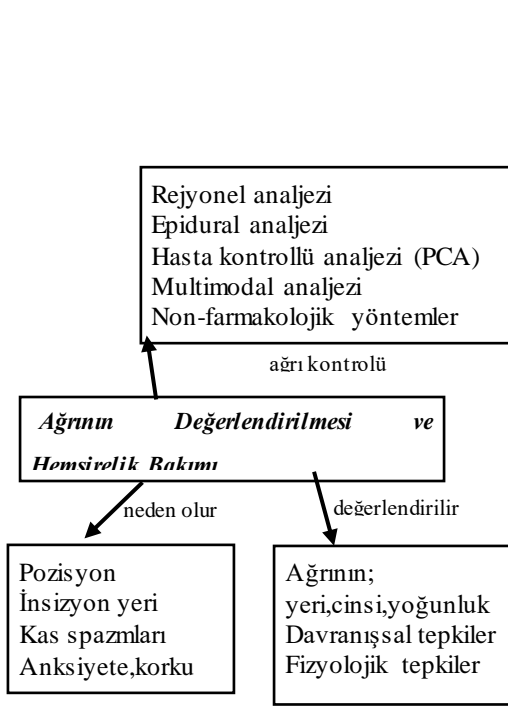 Rejyonel analjezi
Epidural analjezi
Hasta kontrollü analjezi (PCA)
Multimodal analjezi
Non-farmakolojik yöntemler
ağrı kontrolü
Ağrının Değerlendirilmesi ve
Hemşirelik Bakımı
neden olur
değerlendirilir
Pozisyon
İnsizyon yeri
Kas spazmları
Anksiyete,korku
Ağrının;
yeri,cinsi,yoğunluk
Davranışsal tepkiler
Fizyolojik tepkiler